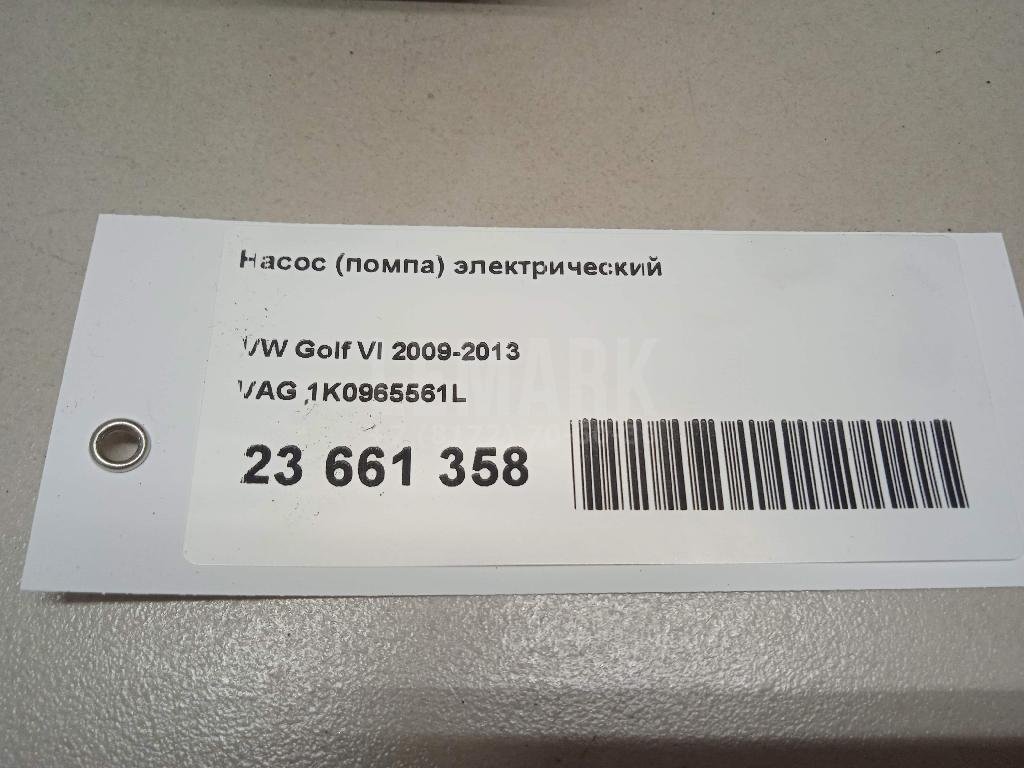 Насос (помпа) электрический
VW Golf VI 2009-2013
VAG 1K0965561L
23 661 358